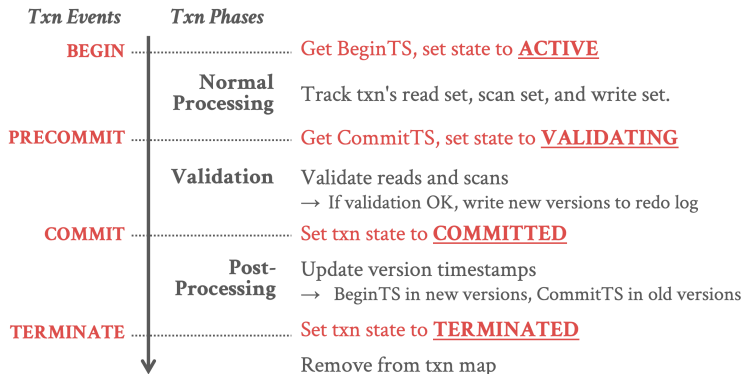 Txn Events Txn Phases
BEGIN Get BeginTS, set state to ACTIVE
Normal
Processing Track txn's read set, scan set, and write set.
PRECOMMIT Get CommitTS, set state to VALIDATING
Validation Validate reads and scans
→ If validation OK, write new versions to redo log
COMMIT Set txn state to COMMITTED
Post-
Processing Update version timestamps
→ BeginTS in new versions, CommitTS in old versions
TERMINATE Set txn state to TERMINATED
Remove from txn map